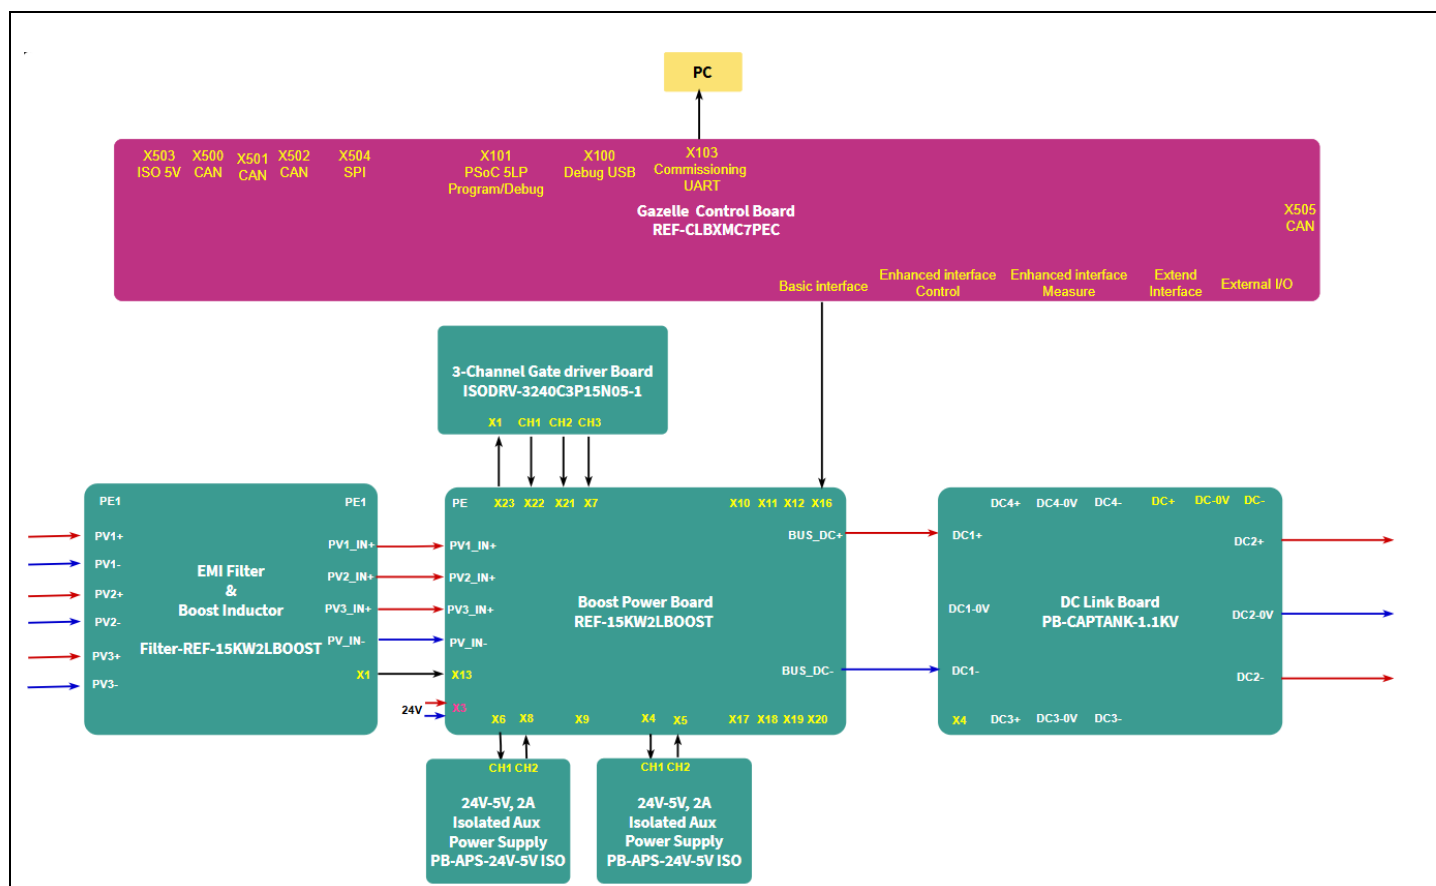 PC
X503
ISO 5V
X500
CAN
X501
CAN
X502
CAN
X504
SPI
X101
PSoC 5LP
Program/Debug
X100
Debug USB
X103
Commissioning
UART
Gazelle Control Board
REF-CLBXMC7PEC
X505
CAN
Basic interface
Enhanced interface
Control
Enhanced interface
Measure
Extend
Interface
External I/O
3-Channel Gate driver Board
ISODRV-3240C3P15N05-1
X1 CH1 CH2 CH3
PE1 PE1
PV1+
PV1-
PV2+
PV2-
PV3+
PV3-
EMI Filter
&
Boost Inductor
Filter-REF-15KW2LBOOST
PV1_IN+
PV2_IN+
PV3_IN+
PV_IN-
X1
PE X23 X22 X21 X7 X10 X11 X12 X16
PV1_IN+
PV2_IN+
PV3_IN+
PV_IN-
X13
24V X3
Boost Power Board
REF-15KW2LBOOST
BUS_DC+
BUS_DC-
X6 X8 X9 X4 X5 X17 X18 X19 X20
DC4+ DC4-0V DC4- DC+ DC-0V DC-
DC1+
DC1-0V
DC1-
DC Link Board
PB-CAPTANK-1.1KV
DC2+
DC2-0V
DC2-
X4 DC3+ DC3-0V DC3-
CH1 CH2
24V-5V, 2A
Isolated Aux
Power Supply
PB-APS-24V-5V ISO
CH1 CH2
24V-5V, 2A
Isolated Aux
Power Supply
PB-APS-24V-5V ISO